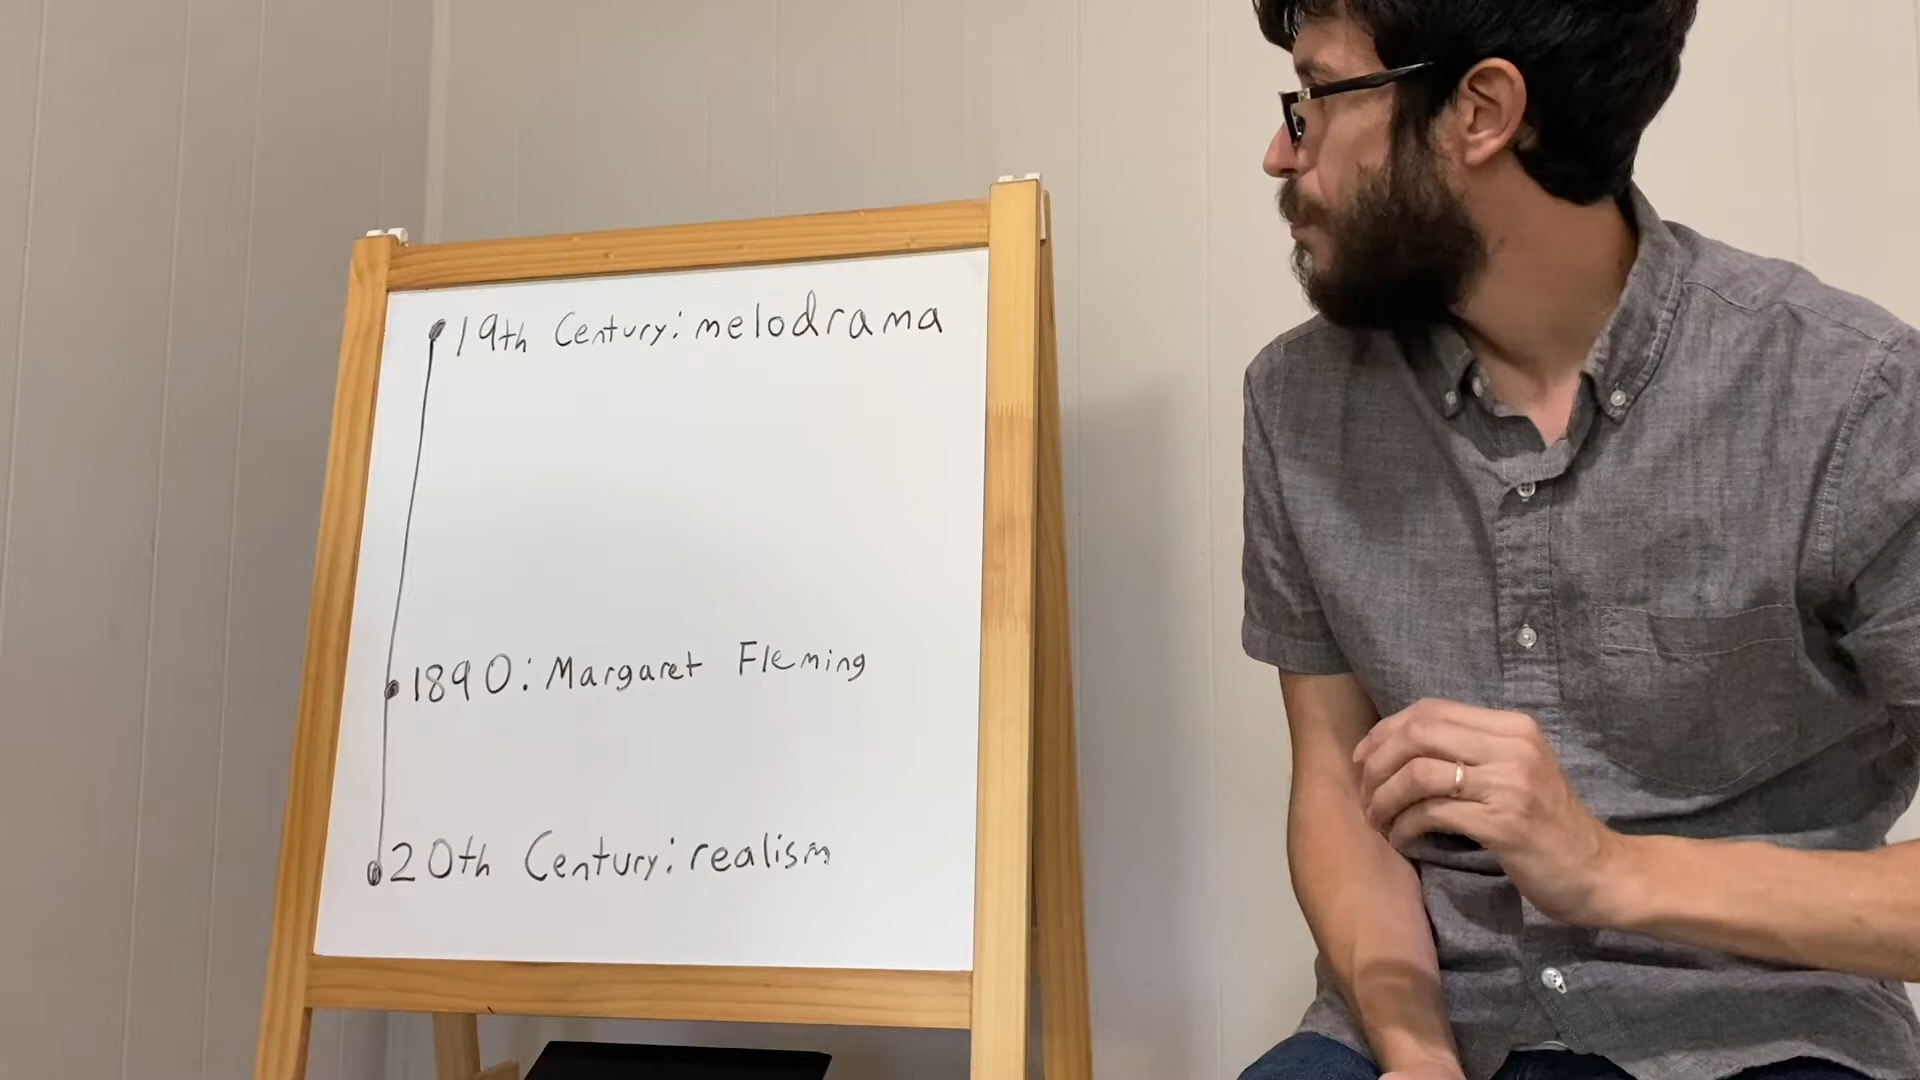 19th Century: melodrama
1890: Margaret Fleming
20th Century: realism